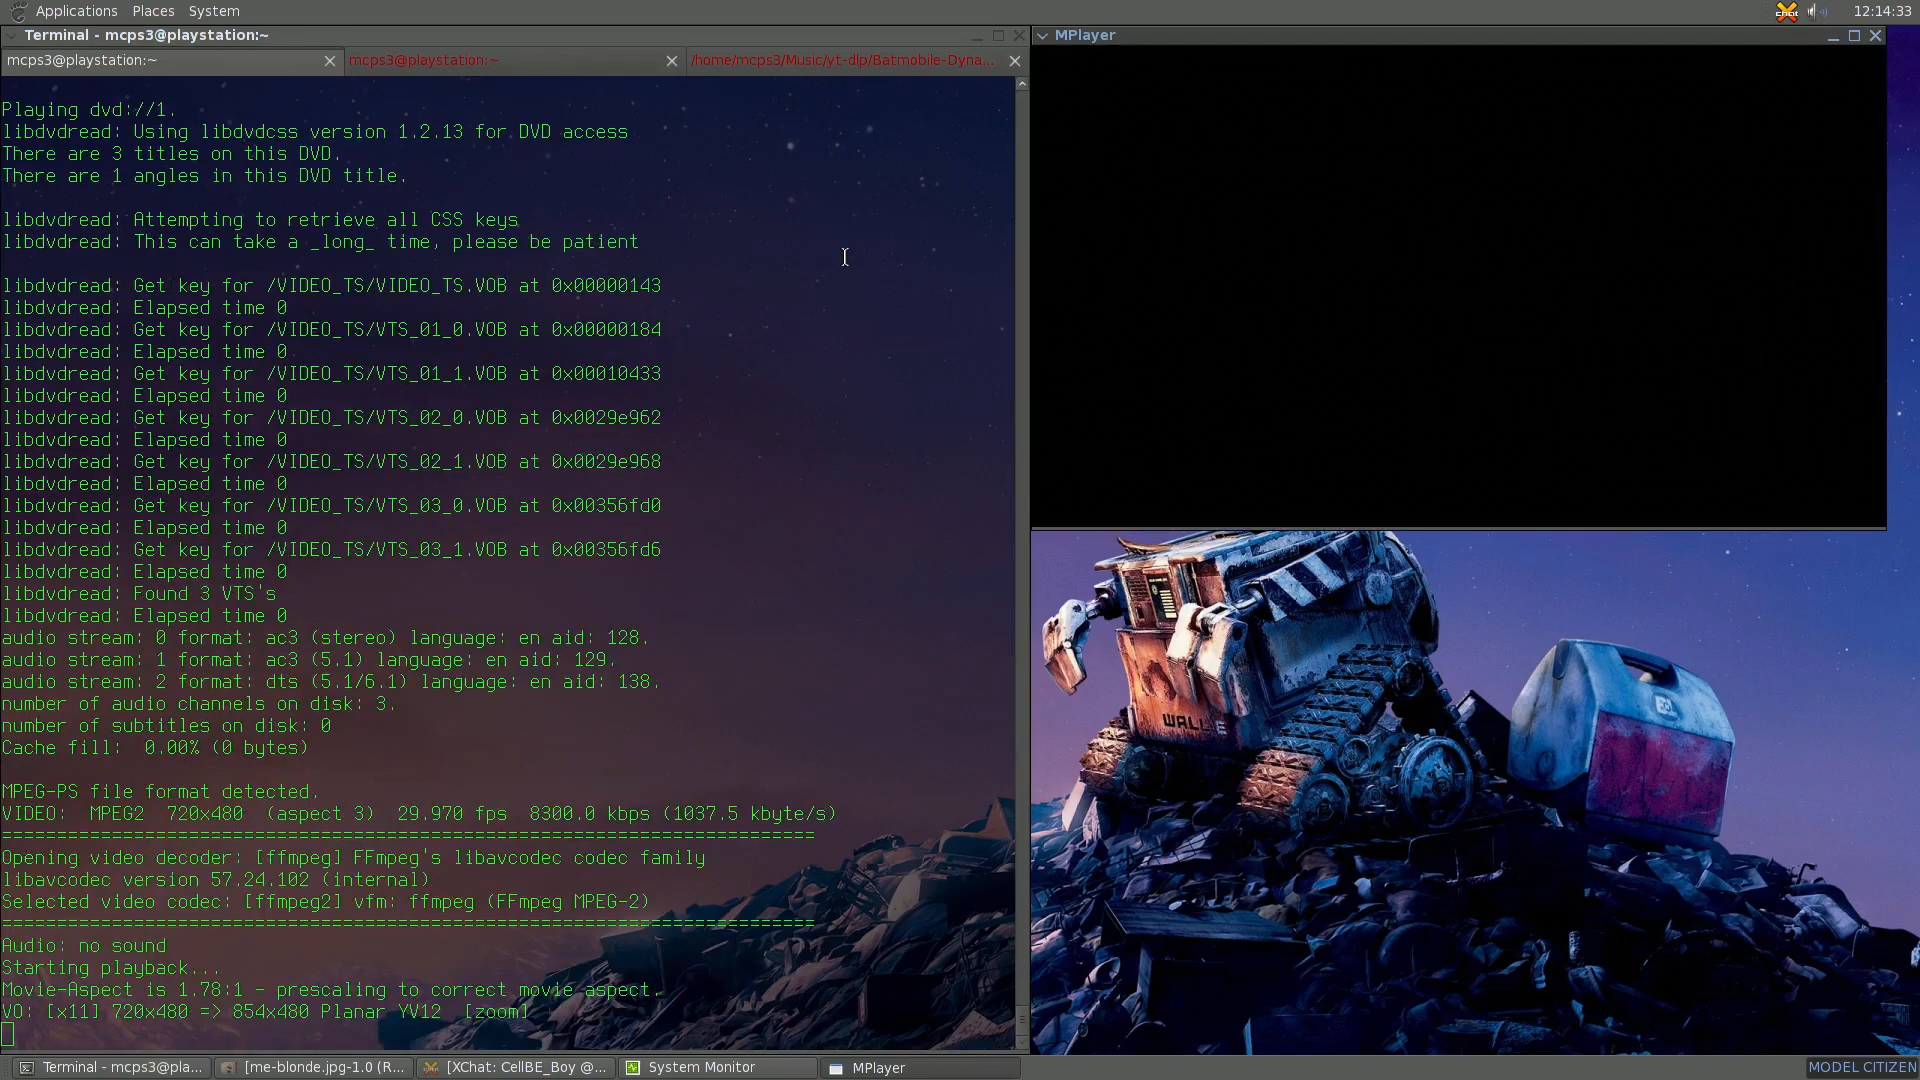 Applications Places System
12:14:33
Terminal - mcps3@playstation:~
mcps3@playstation:~
mcps3@playstation:~
/home/mcps3/Music/yt-dlp/Batmobile-Dyna...
Playing dvd://1.
libdvdread: Using libdvdcss version 1.2.13 for DVD access
There are 3 titles on this DVD.
There are 1 angles in this DVD title.
libdvdread: Attempting to retrieve all CSS keys
libdvdread: This can take a _long_ time, please be patient
libdvdread: Get key for /VIDEO_TS/VIDEO_TS.VOB at 0x00000143
libdvdread: Elapsed time 0
libdvdread: Get key for /VIDEO_TS/VTS_01_0.VOB at 0x00000184
libdvdread: Elapsed time 0
libdvdread: Get key for /VIDEO_TS/VTS_01_1.VOB at 0x00010433
libdvdread: Elapsed time 0
libdvdread: Get key for /VIDEO_TS/VTS_02_0.VOB at 0x0029e962
libdvdread: Elapsed time 0
libdvdread: Get key for /VIDEO_TS/VTS_02_1.VOB at 0x0029e968
libdvdread: Elapsed time 0
libdvdread: Get key for /VIDEO_TS/VTS_03_0.VOB at 0x00356fd0
libdvdread: Elapsed time 0
libdvdread: Get key for /VIDEO_TS/VTS_03_1.VOB at 0x00356fd6
libdvdread: Elapsed time 0
libdvdread: Found 3 VTS's
libdvdread: Elapsed time 0
audio stream: 0 format: ac3 (stereo) language: en aid: 128.
audio stream: 1 format: ac3 (5.1) language: en aid: 129.
audio stream: 2 format: dts (5.1/6.1) language: en aid: 138.
number of audio channels on disk: 3.
number of subtitles on disk: 0
Cache fill:  0.00% (0 bytes)
MPEG-PS file format detected.
VIDEO:  MPEG2  720x480  (aspect 3)  29.970 fps  8300.0 kbps (1037.5 kbyte/s)
==========================================================================
Opening video decoder: [ffmpeg] FFmpeg's libavcodec codec family
libavcodec version 57.24.102 (internal)
Selected video codec: [ffmpeg2] vfm: ffmpeg (FFmpeg MPEG-2)
==========================================================================
Audio: no sound
Starting playback...
Movie-Aspect is 1.78:1 - prescaling to correct movie aspect.
VO: [x11] 720x480 => 854x480 Planar YV12  [zoom]
MPlayer
WALL·E
Terminal - mcps3@pla...
[me-blonde.jpg-1.0 (R...
[XChat: CellBE_Boy @...
System Monitor
MPlayer
MODEL CITIZEN